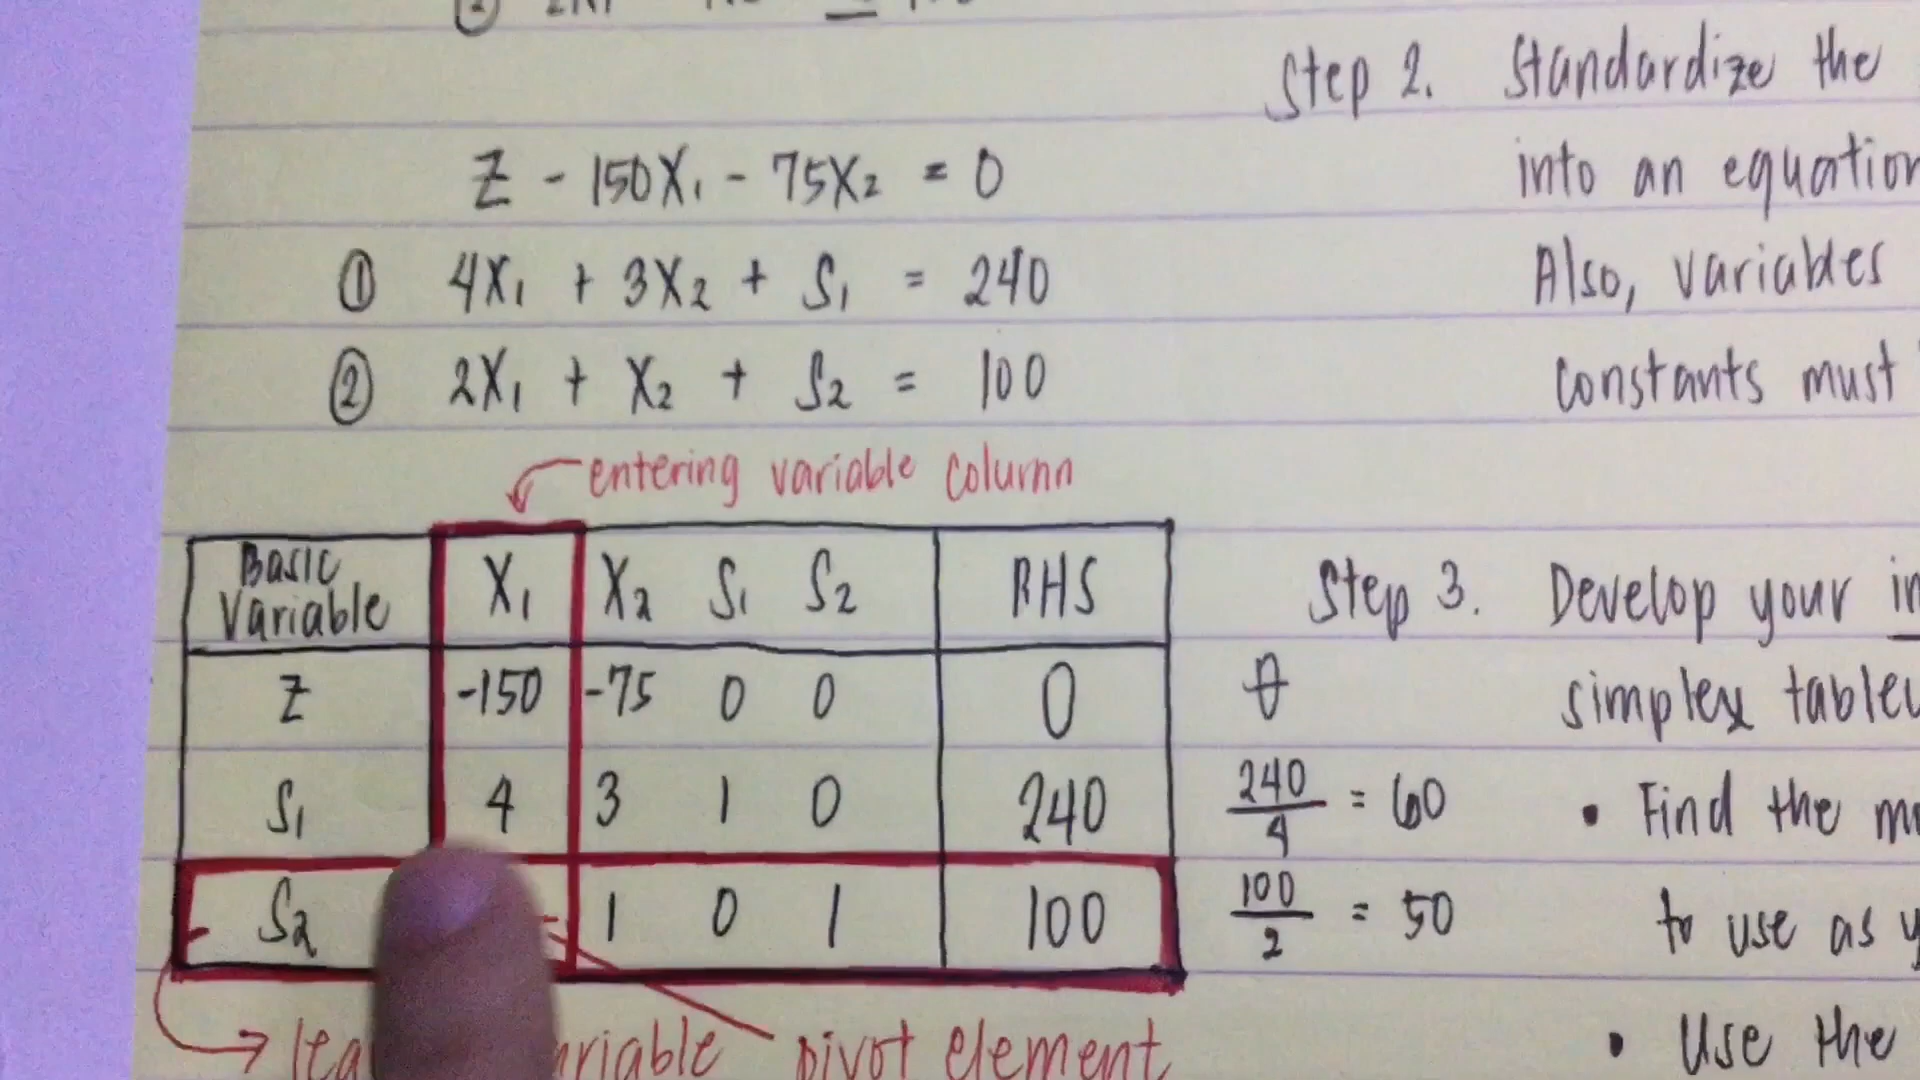 Step 2. Standardize the
Z - 150X₁ - 75X₂ = 0
into an equation
① 4X₁ + 3X₂ + S₁ = 240
Also, variables
② 2X₁ + X₂ + S₂ = 100
constants must
entering variable column
Basic Variable X₁ X₂ S₁ S₂ RHS
Step 3. Develop your
Z -150 -75 0 0 0 θ
simplex
S₁ 4 3 1 0 240 240/4 = 60
• Find the
S₂ 1 0 1 100 100/2 = 50
to use as
pivot element
• Use the